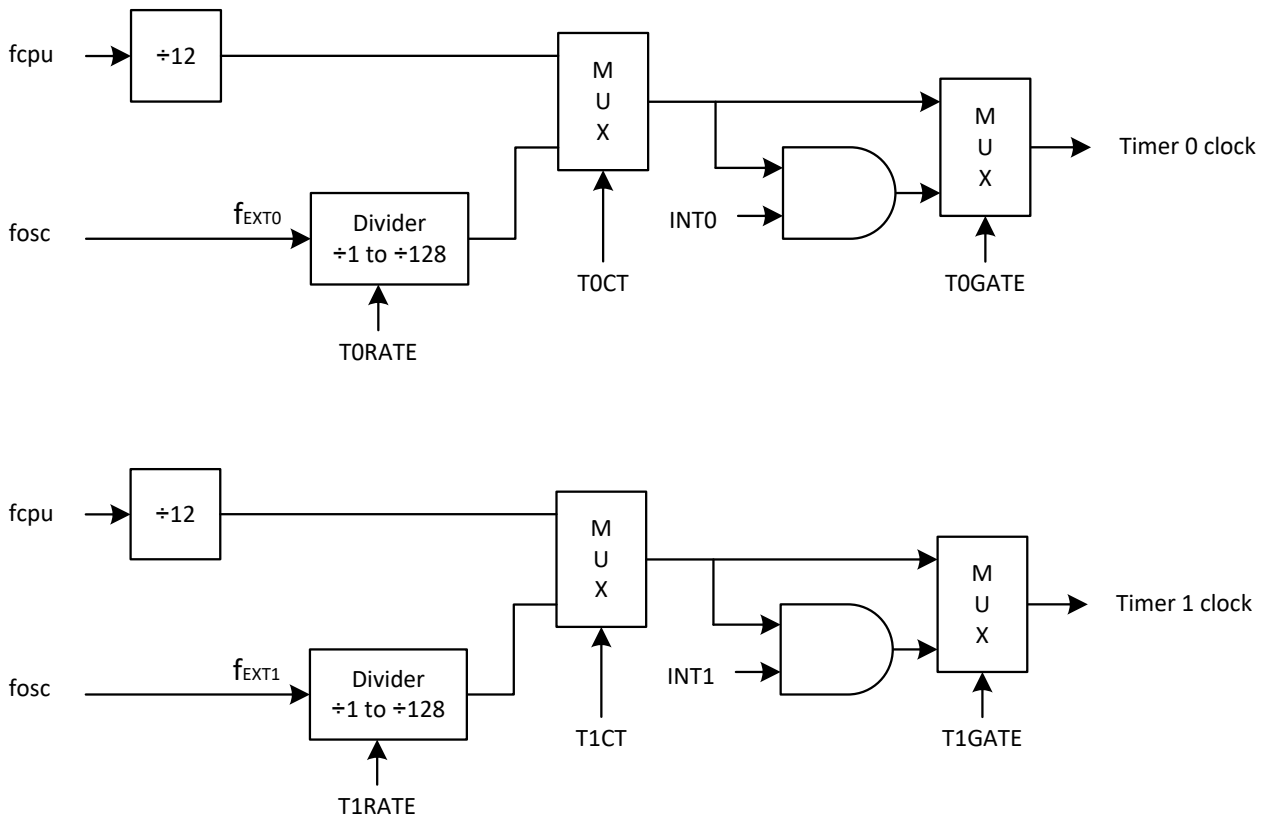 fcpu
÷12
M
U
X
M
U
X
Timer 0 clock
fosc
fEXT0
Divider
÷1 to ÷128
INT0
T0CT
T0GATE
T0RATE
fcpu
÷12
M
U
X
M
U
X
Timer 1 clock
fosc
fEXT1
Divider
÷1 to ÷128
INT1
T1CT
T1GATE
T1RATE